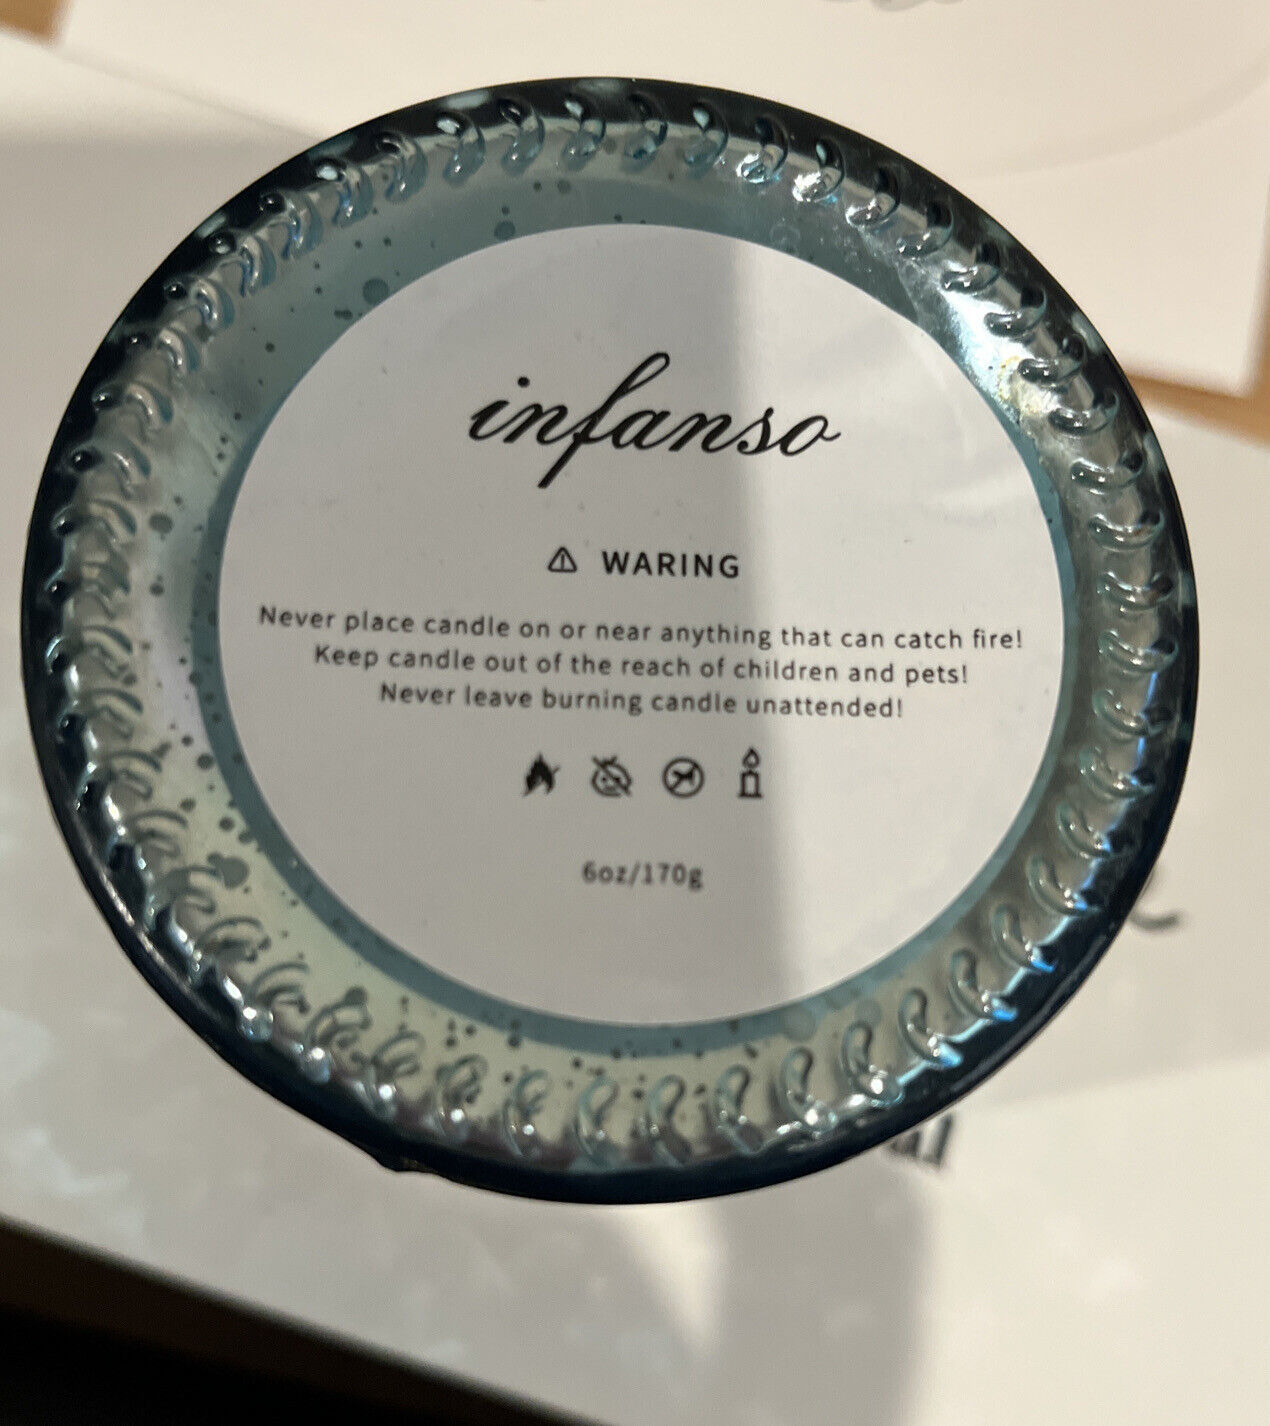 infanso
WARING
Never place candle on or near anything that can catch fire!
Keep candle out of the reach of children and pets!
Never leave burning candle unattended!
6oz/170g